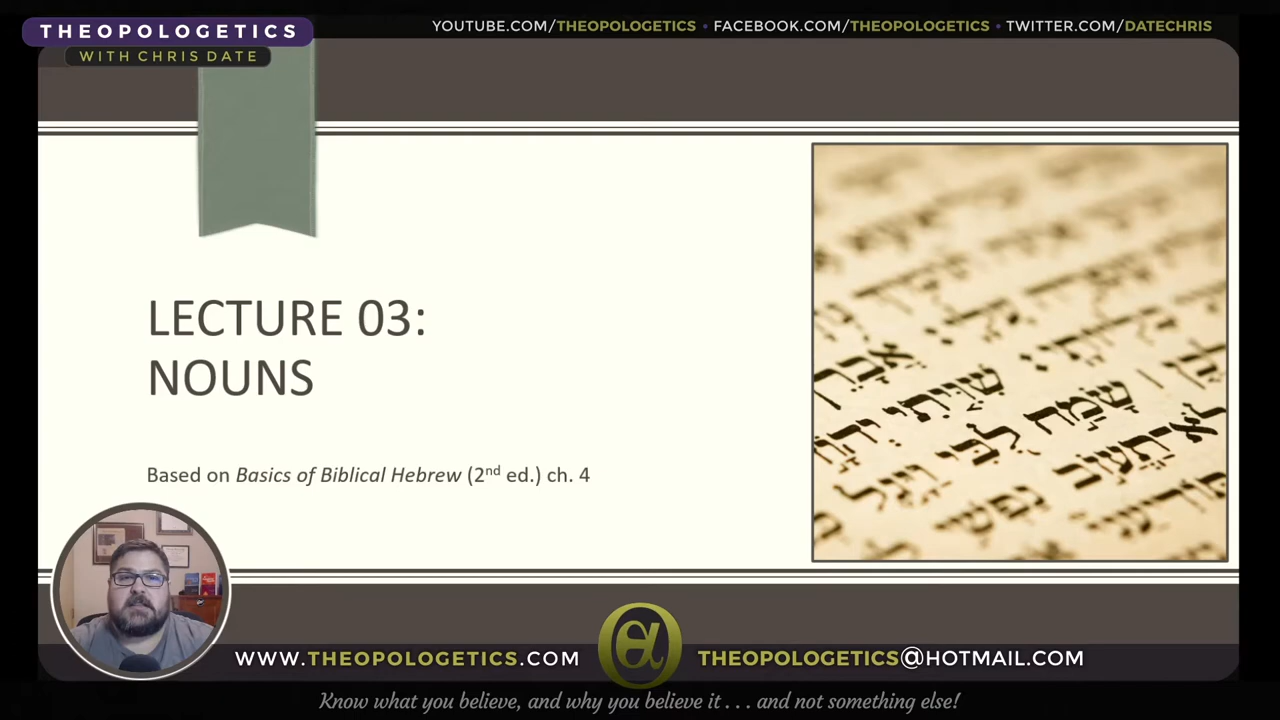 THEOPOLOGETICS
WITH CHRIS DATE
YOUTUBE.COM/THEOPOLOGETICS • FACEBOOK.COM/THEOPOLOGETICS • TWITTER.COM/DATECHRIS
LECTURE 03:
NOUNS
Based on Basics of Biblical Hebrew (2nd ed.) ch. 4
שִׁוִּיתִי
שָׂמַח לִבִּי וַיָּגֶל
נַפְשִׁי
WWW.THEOPOLOGETICS.COM
THEOPOLOGETICS@HOTMAIL.COM
Know what you believe, and why you believe it . . . and not something else!